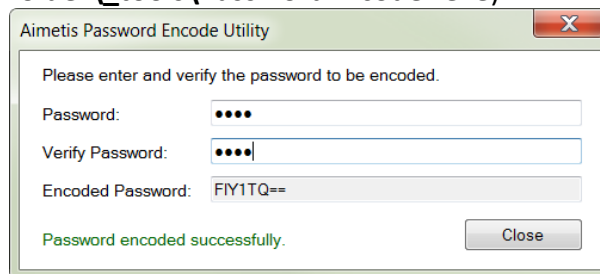 Aimetis Password Encode Utility
X
Please enter and verify the password to be encoded.
Password: ••••
Verify Password: ••••
Encoded Password: FIY1TQ==
Password encoded successfully.
Close